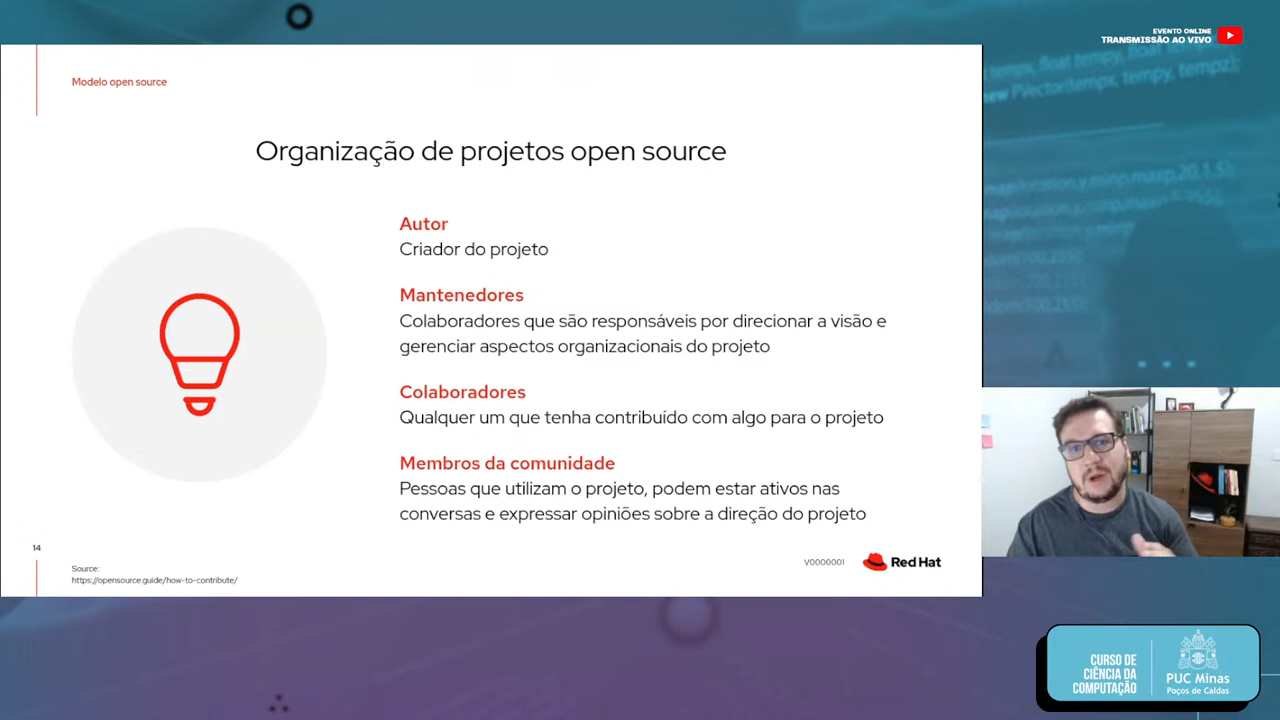 EVENTO ONLINE
TRANSMISSÃO AO VIVO
Modelo open source
Organização de projetos open source
Autor
Criador do projeto
Mantenedores
Colaboradores que são responsáveis por direcionar a visão e
gerenciar aspectos organizacionais do projeto
Colaboradores
Qualquer um que tenha contribuído com algo para o projeto
Membros da comunidade
Pessoas que utilizam o projeto, podem estar ativos nas
conversas e expressar opiniões sobre a direção do projeto
14
Source:
https://opensource.guide/how-to-contribute/
V0000001
Red Hat
CURSO DE
CIÊNCIA DA
COMPUTAÇÃO
PUC Minas
Poços de Caldas